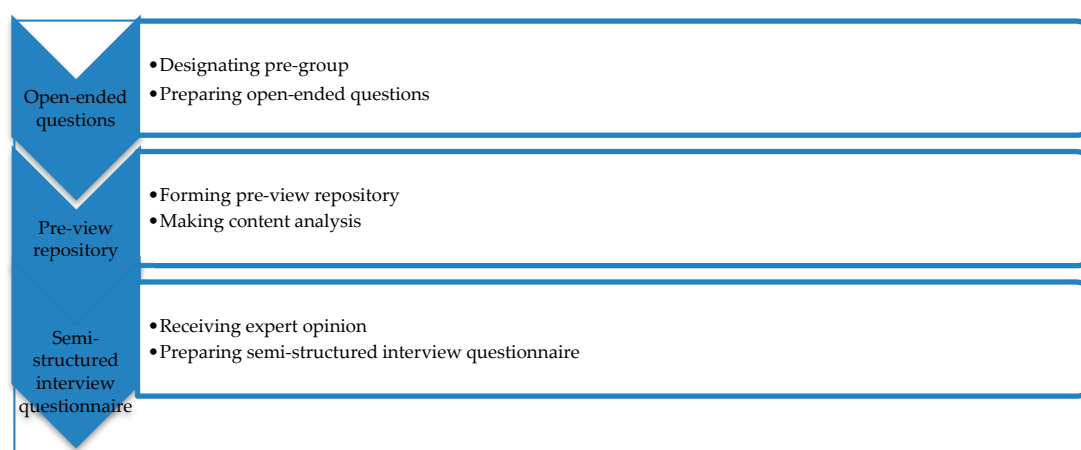 Open-ended
questions
•Designating pre-group
•Preparing open-ended questions
Pre-view
repository
•Forming pre-view repository
•Making content analysis
Semi-
structured
interview
questionnaire
•Receiving expert opinion
•Preparing semi-structured interview questionnaire